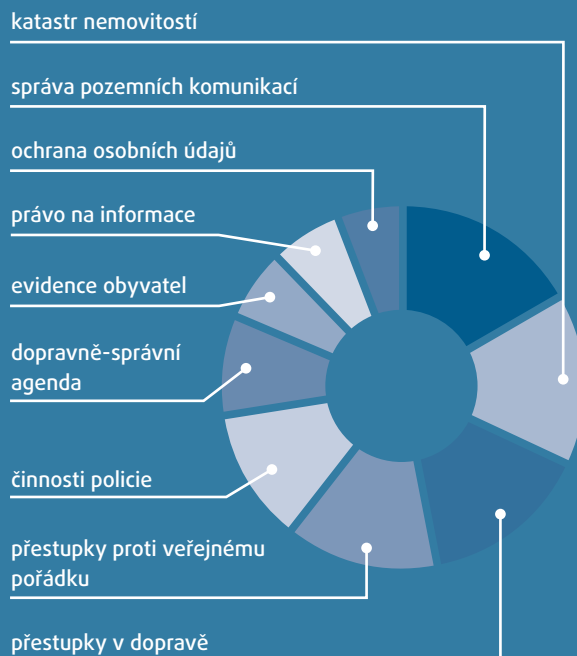 katastr nemovitostí
správa pozemních komunikací
ochrana osobních údajů
právo na informace
evidence obyvatel
dopravně-správní
agenda
činnosti policie
přestupky proti veřejnému
pořádku
přestupky v dopravě